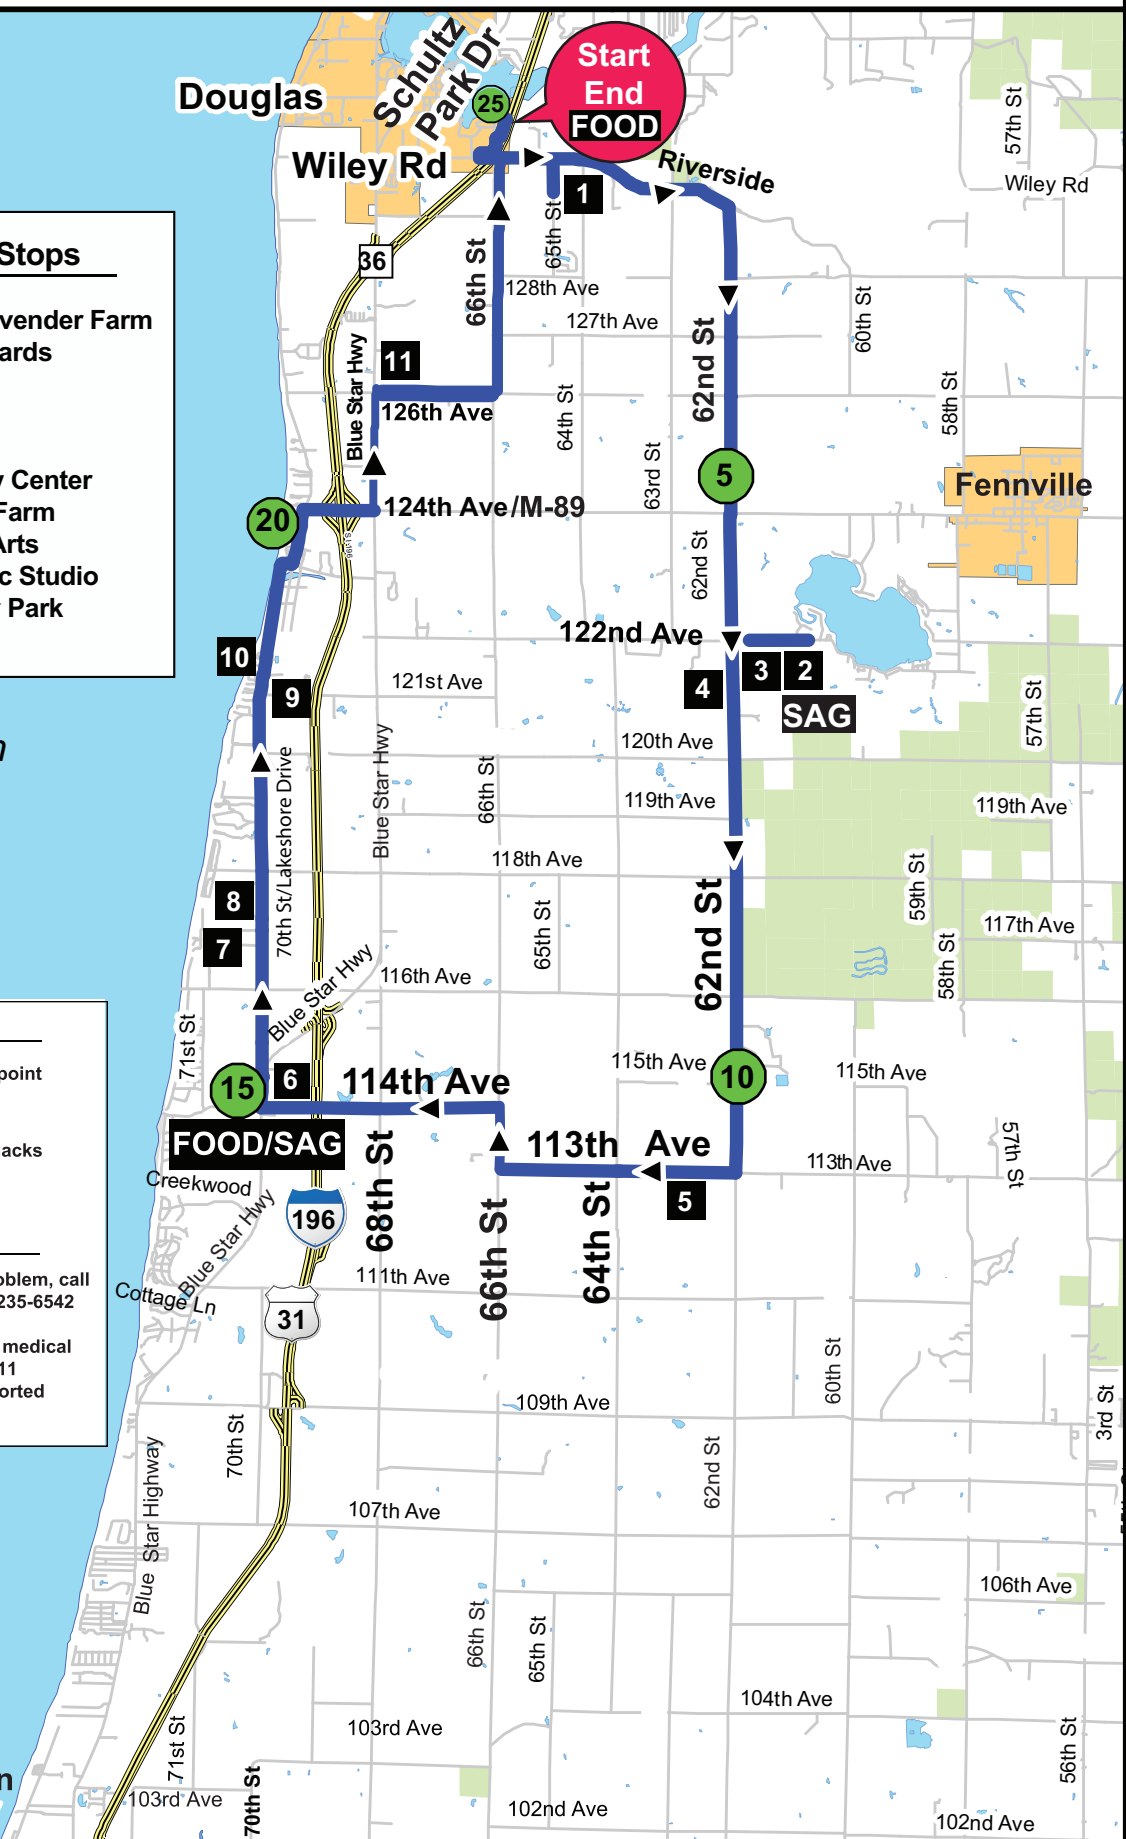 Start
End
FOOD
Schultz
Park Dr
25
Douglas
Wiley Rd
Riverside
57th St
Wiley Rd
1
65th St
Stops
36
66th St
128th Ave
127th Ave
60th St
vender Farm
ards
62nd St
11
Blue Star Hwy
126th Ave
64th St
58th St
63rd St
5
Fennville
y Center
Farm
Arts
c Studio
Park
20
124th Ave/M-89
62nd St
122nd Ave
10
3
2
4
9
SAG
121st Ave
57th St
n
120th Ave
Blue Star Hwy
66th St
70th St/Lakeshore Drive
119th Ave
119th Ave
118th Ave
59th St
8
7
65th St
62nd St
117th Ave
58th St
116th Ave
Blue Star Hwy
71st St
point
115th Ave
10
115th Ave
15
6
114th Ave
FOOD/SAG
113th Ave
113th Ave
57th St
acks
Creekwood
68th St
5
196
66th St
64th St
Blue Star Hwy
oblem, call
235-6542
111th Ave
Cottage Ln
31
medical
11
orted
60th St
109th Ave
3rd St
70th St
62nd St
Blue Star Highway
107th Ave
106th Ave
66th St
65th St
104th Ave
103rd Ave
71st St
56th St
n
103rd Ave
70th St
102nd Ave
102nd Ave